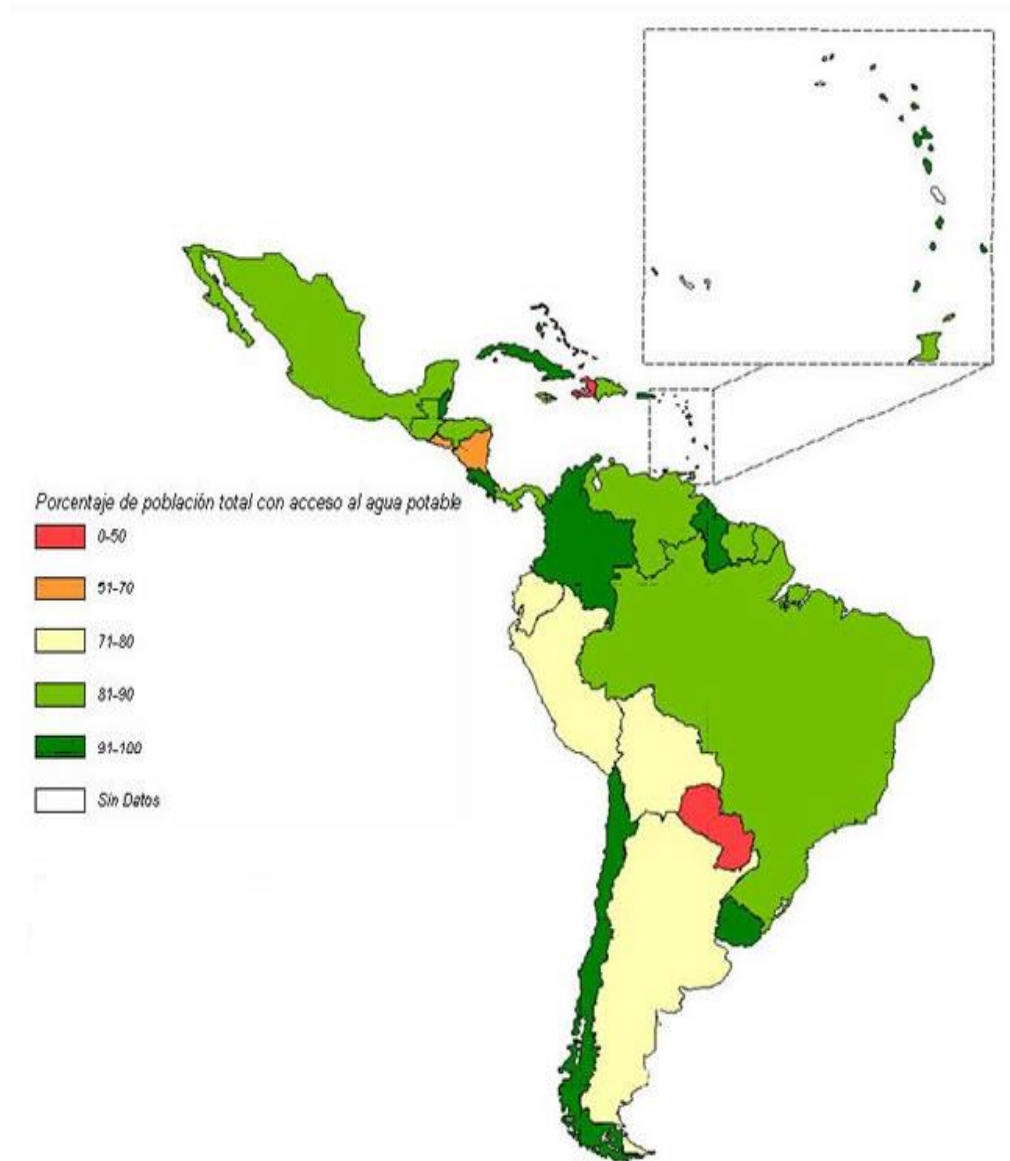 Porcentaje de población total con acceso al agua potable
0-50
51-70
71-80
81-90
91-100
Sin Datos